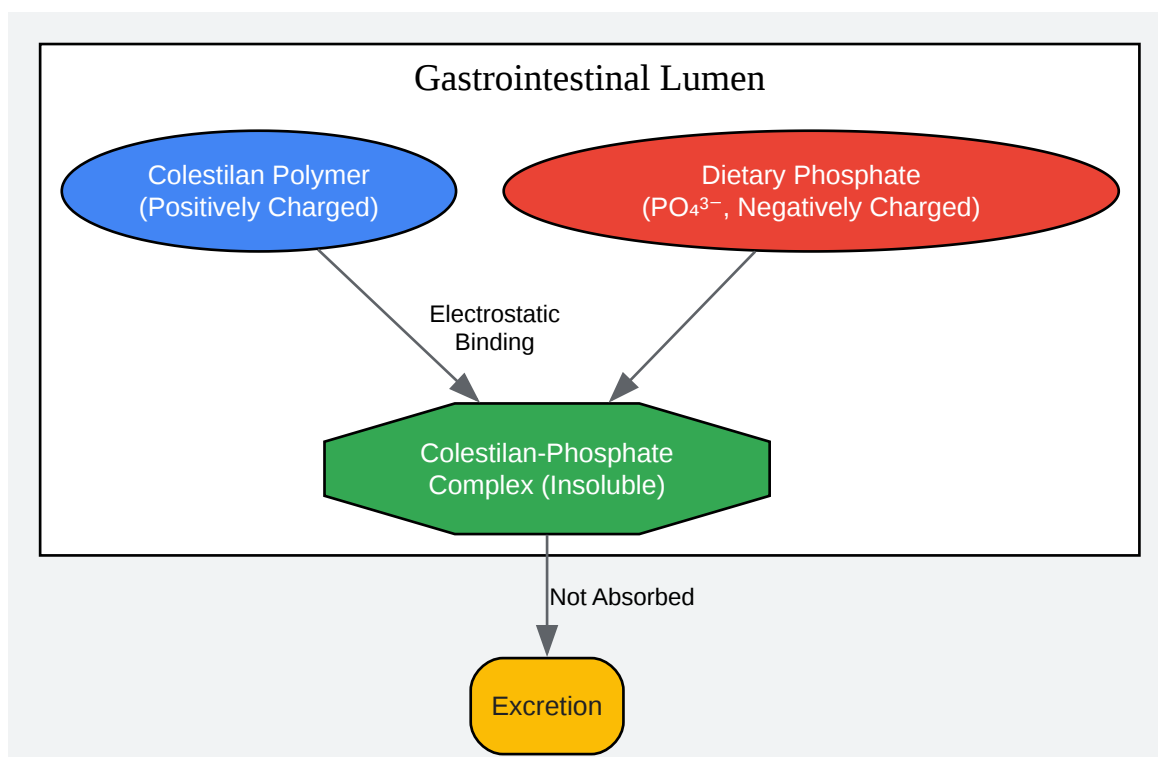 Gastrointestinal Lumen
Colestilan Polymer
(Positively Charged)
Dietary Phosphate
(PO₄³⁻, Negatively Charged)
Electrostatic
Binding
Colestilan-Phosphate
Complex (Insoluble)
Not Absorbed
Excretion